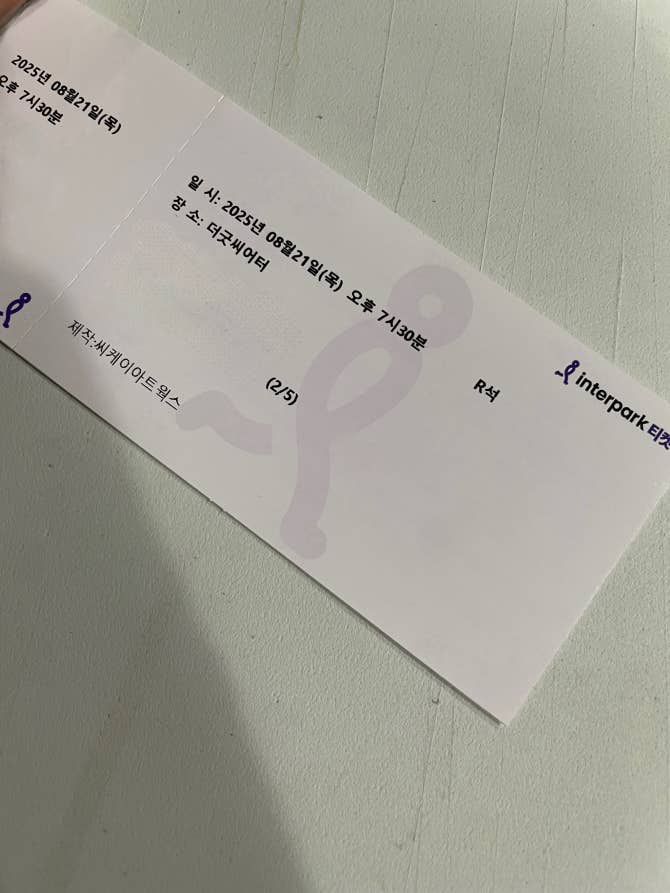 2025년 08월21일(목)
오후 7시30분
일 시: 2025년 08월21일(목) 오후 7시30분
장 소: 더굿씨어터
제작:씨케이아트웍스
(2/5)
R석
interpark 티켓